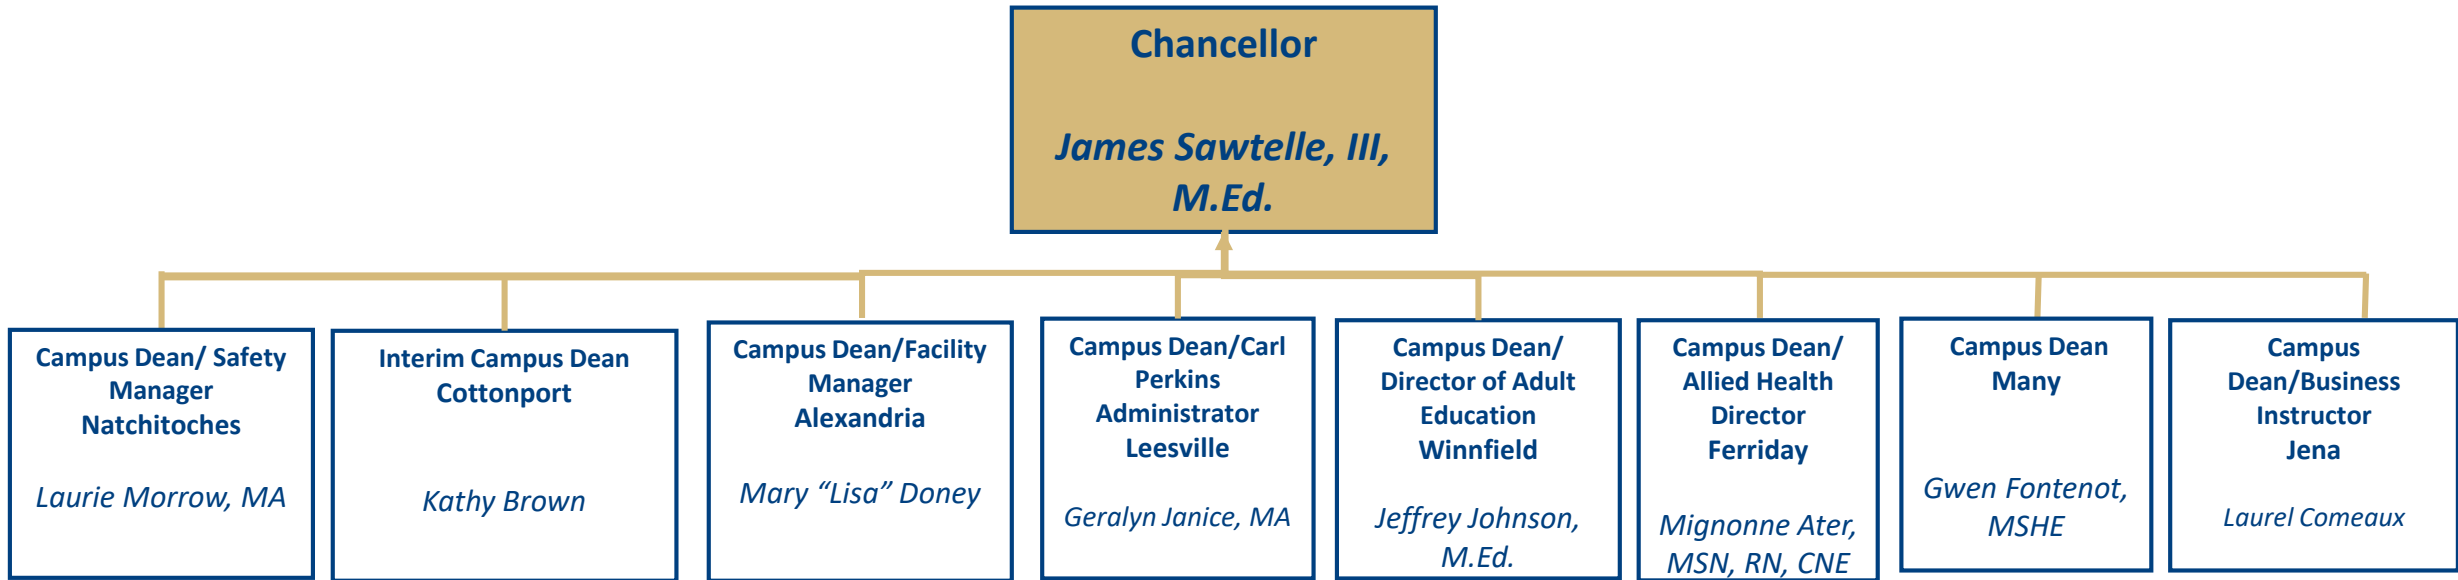 Chancellor
James Sawtelle, III,
M.Ed.
Campus Dean/ Safety
Manager
Natchitoches
Laurie Morrow, MA
Interim Campus Dean
Cottonport
Kathy Brown
Campus Dean/Facility
Manager
Alexandria
Mary “Lisa” Doney
Campus Dean/Carl
Perkins
Administrator
Leesville
Geralyn Janice, MA
Campus Dean/
Director of Adult
Education
Winnfield
Jeffrey Johnson,
M.Ed.
Campus Dean/
Allied Health
Director
Ferriday
Mignonne Ater,
MSN, RN, CNE
Campus Dean
Many
Gwen Fontenot,
MSHE
Campus
Dean/Business
Instructor
Jena
Laurel Comeaux